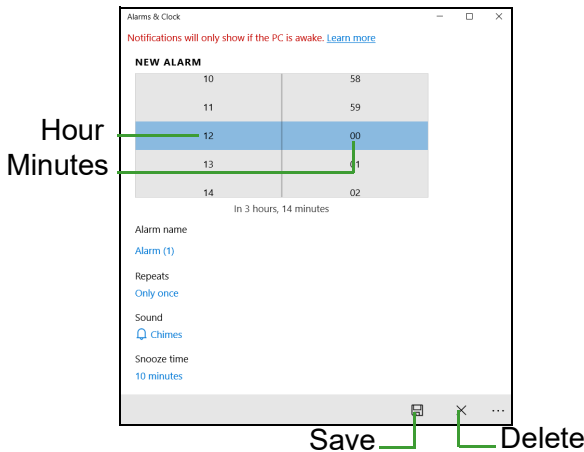 Alarms & Clock
Notifications will only show if the PC is awake. Learn more
NEW ALARM
10 58
11 59
Hour 12 00
Minutes 13 01
14 02
In 3 hours, 14 minutes
Alarm name
Alarm (1)
Repeats
Only once
Sound
Chimes
Snooze time
10 minutes
...
Save Delete